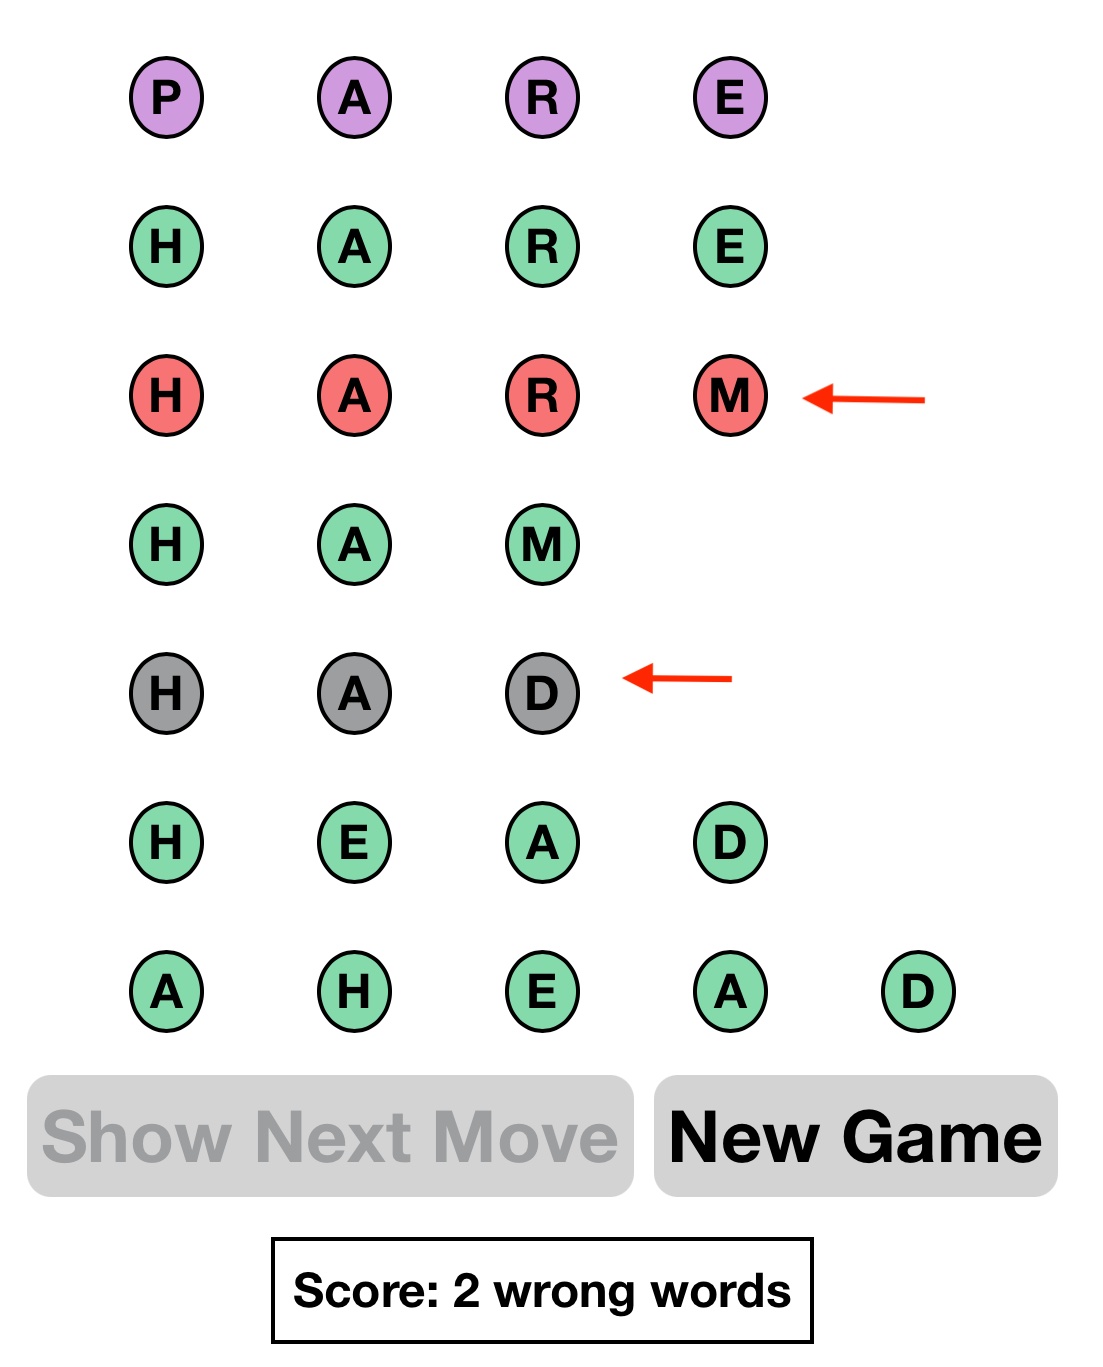 P A R E
H A R E
H A R M
H A M
H A D
H E A D
A H E A D
Show Next Move New Game
Score: 2 wrong words